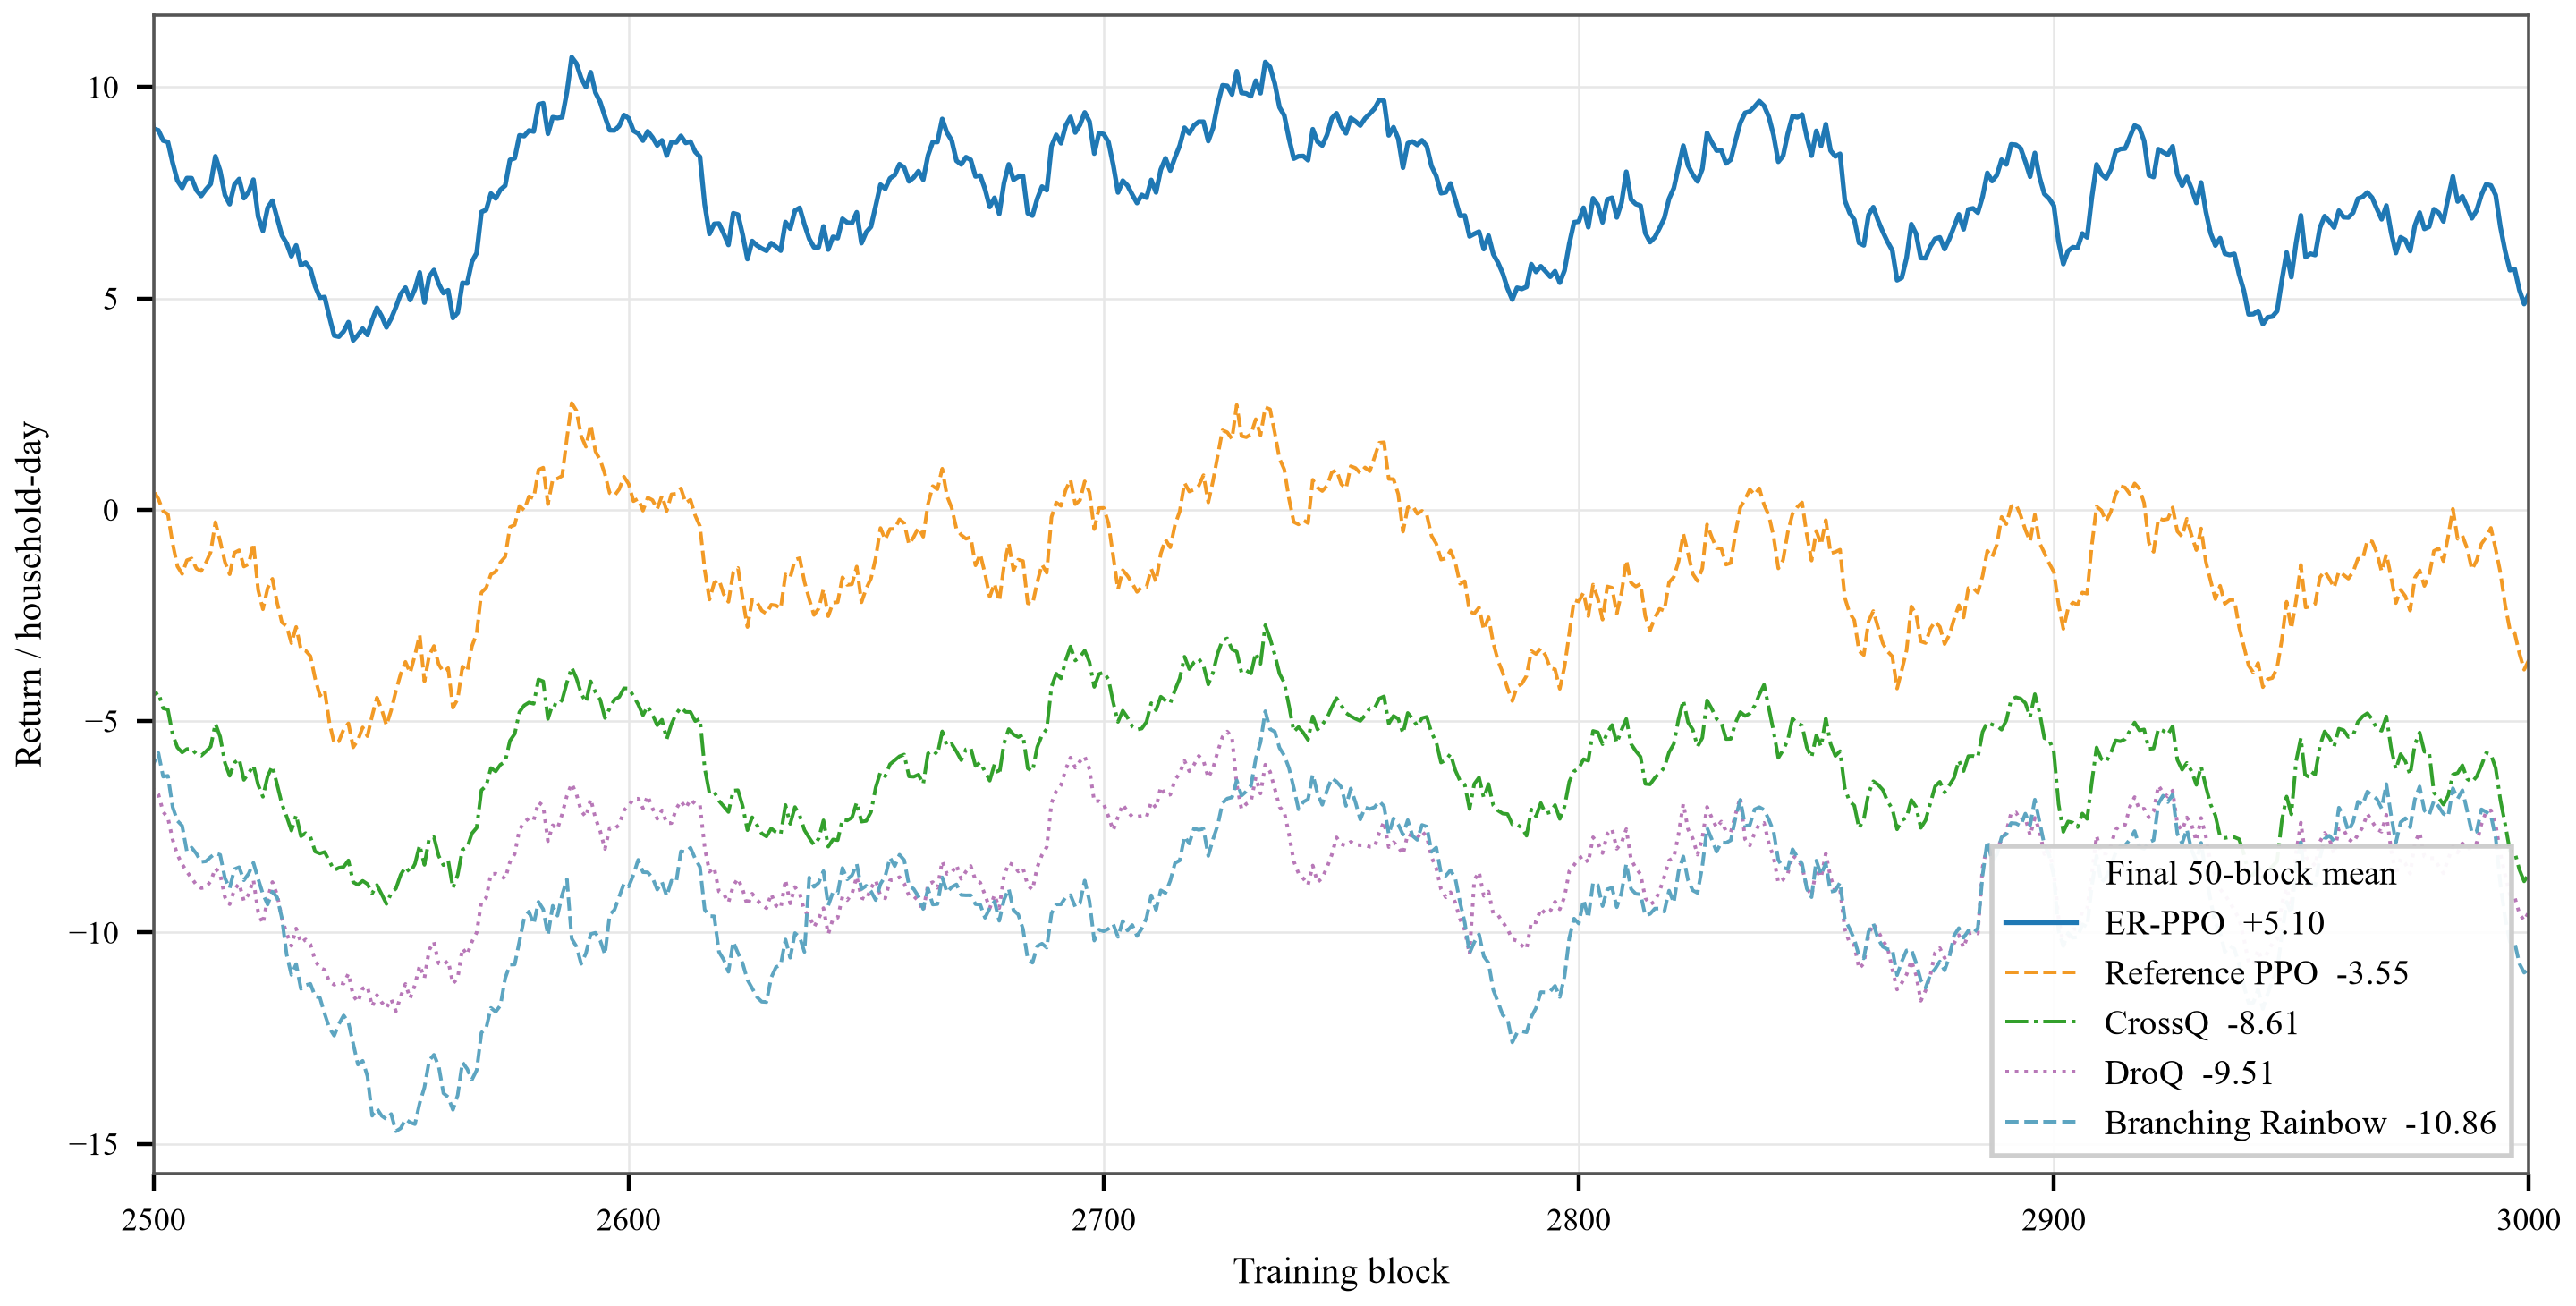 10
5
0
−5
−10
−15
Return / household-day
2500
2600
2700
2800
2900
3000
Training block
Final 50-block mean
ER-PPO +5.10
Reference PPO -3.55
CrossQ -8.61
DroQ -9.51
Branching Rainbow -10.86